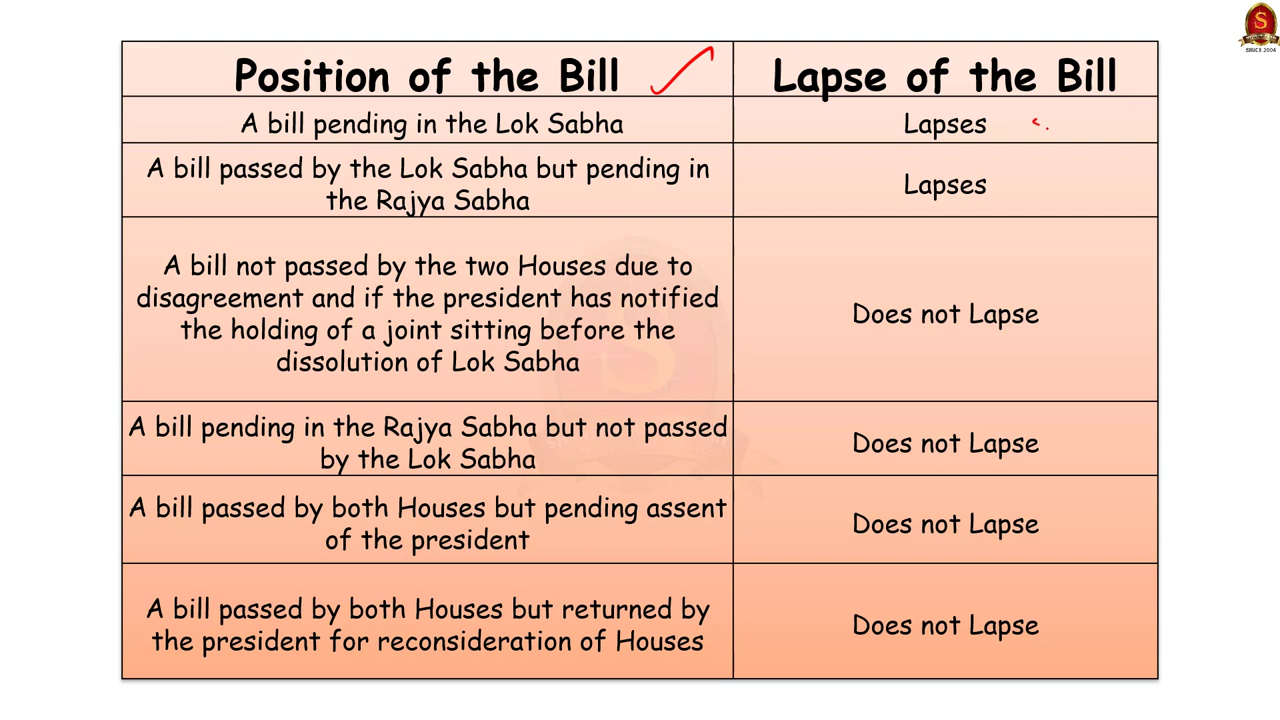 Position of the Bill
Lapse of the Bill
A bill pending in the Lok Sabha
Lapses
A bill passed by the Lok Sabha but pending in
the Rajya Sabha
Lapses
A bill not passed by the two Houses due to
disagreement and if the president has notified
the holding of a joint sitting before the
dissolution of Lok Sabha
Does not Lapse
A bill pending in the Rajya Sabha but not passed
by the Lok Sabha
Does not Lapse
A bill passed by both Houses but pending assent
of the president
Does not Lapse
A bill passed by both Houses but returned by
the president for reconsideration of Houses
Does not Lapse
S
SINCE 2004